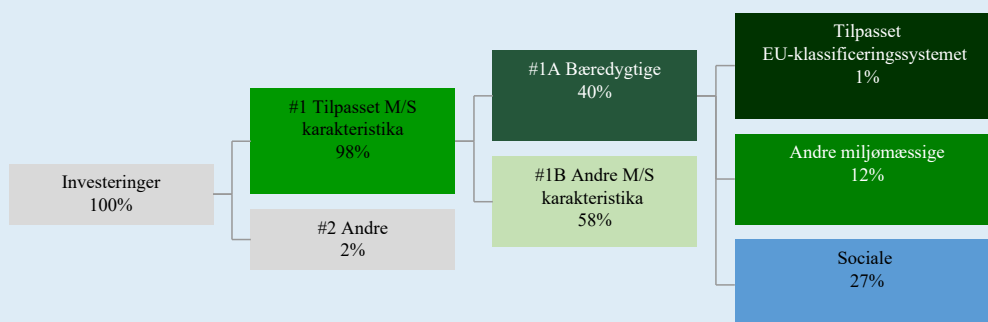 Investeringer
100%
#1 Tilpasset M/S
karakteristika
98%
#2 Andre
2%
#1A Bæredygtige
40%
#1B Andre M/S
karakteristika
58%
Tilpasset
EU-klassificeringssystemet
1%
Andre miljømæssige
12%
Sociale
27%